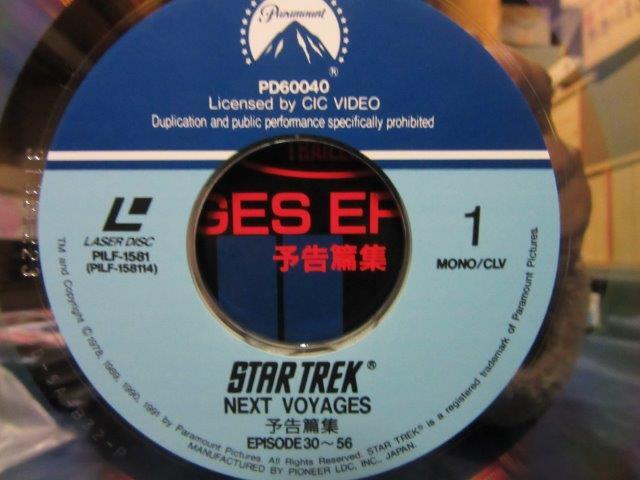 Paramount
®
PD60040
Licensed by CIC VIDEO
Duplication and public performance specifically prohibited
LASER DISC
PILF-1581
(PILF-158114)
1
MONO/CLV
GES EP
予告篇集
STAR TREK®
NEXT VOYAGES
予告篇集
EPISODE 30～56
TM and Copyright ©1978, 1989, 1990, 1991 by Paramount Pictures. All Rights Reserved. STAR TREK® is a registered trademark of Paramount Pictures.
MANUFACTURED BY PIONEER LDC, INC., JAPAN.